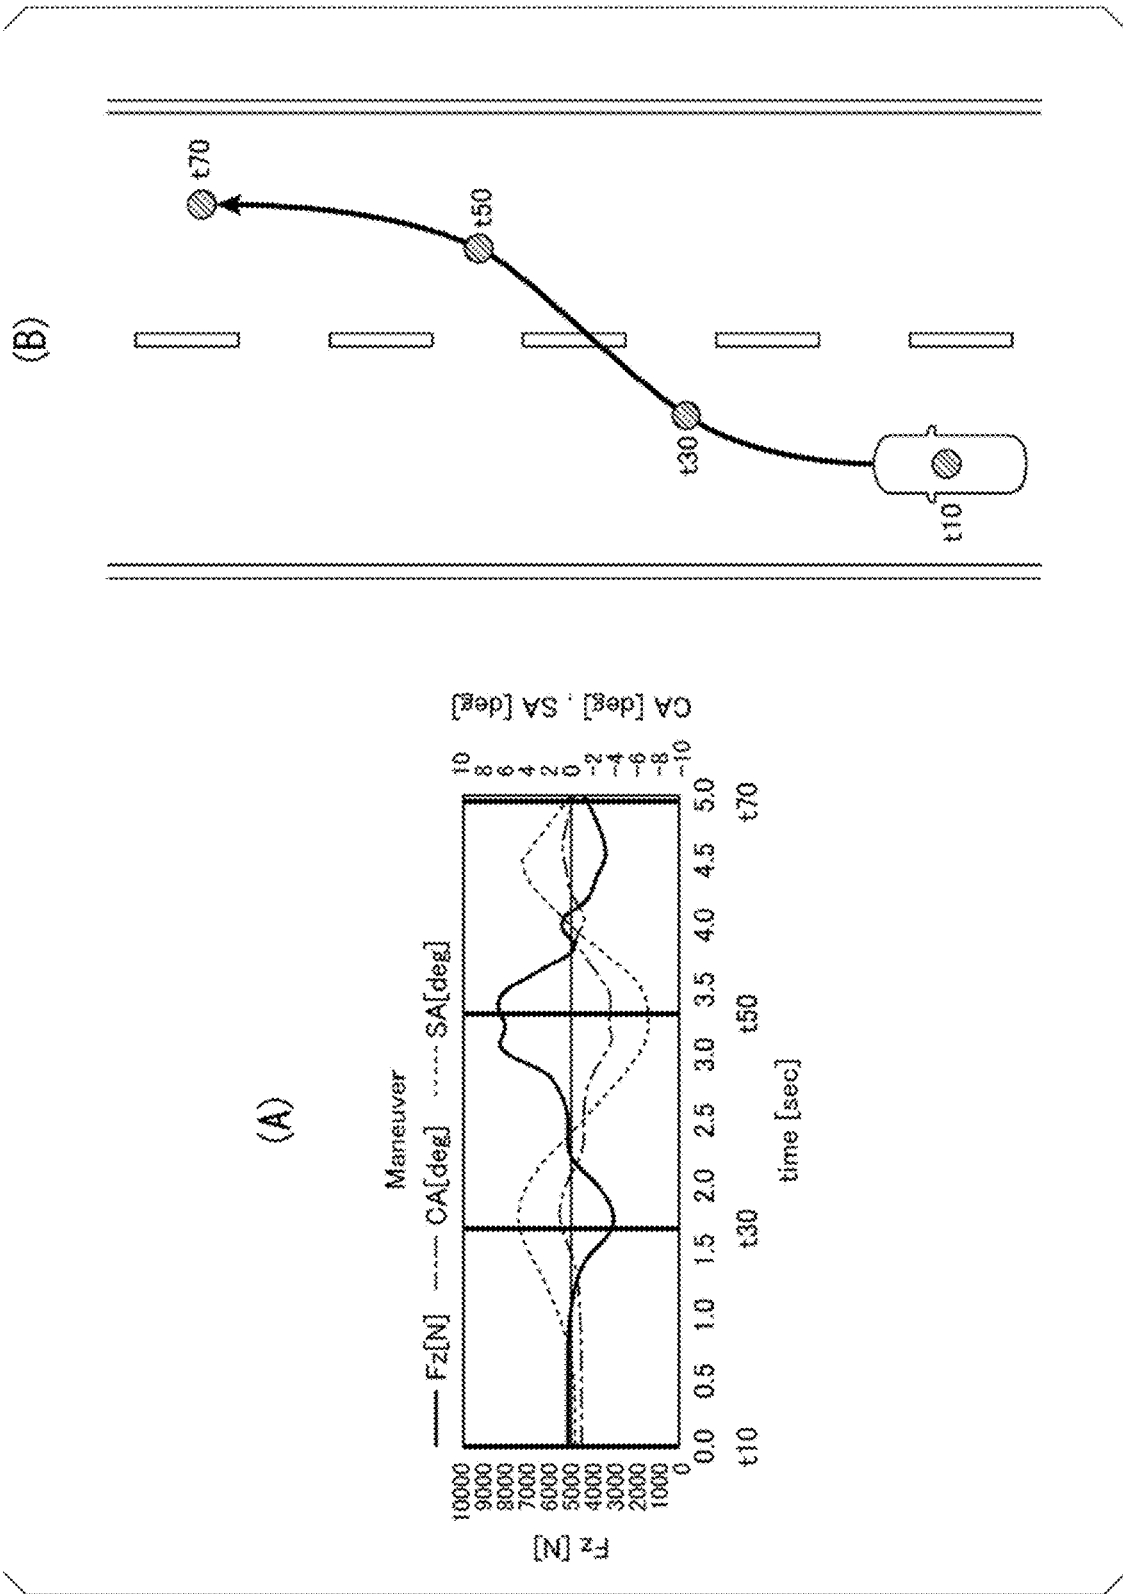 (A)
Maneuver
Fz[N] CA[deg] SA[deg]
Fz [N]
10000
9000
8000
7000
6000
5000
4000
3000
2000
1000
0
CA [deg] . SA [deg]
10
8
6
4
2
0
-2
-4
-6
-8
-10
0.0 0.5 1.0 1.5 2.0 2.5 3.0 3.5 4.0 4.5 5.0
t10 t30 t50 t70
time [sec]
(B)
t10
t30
t50
t70